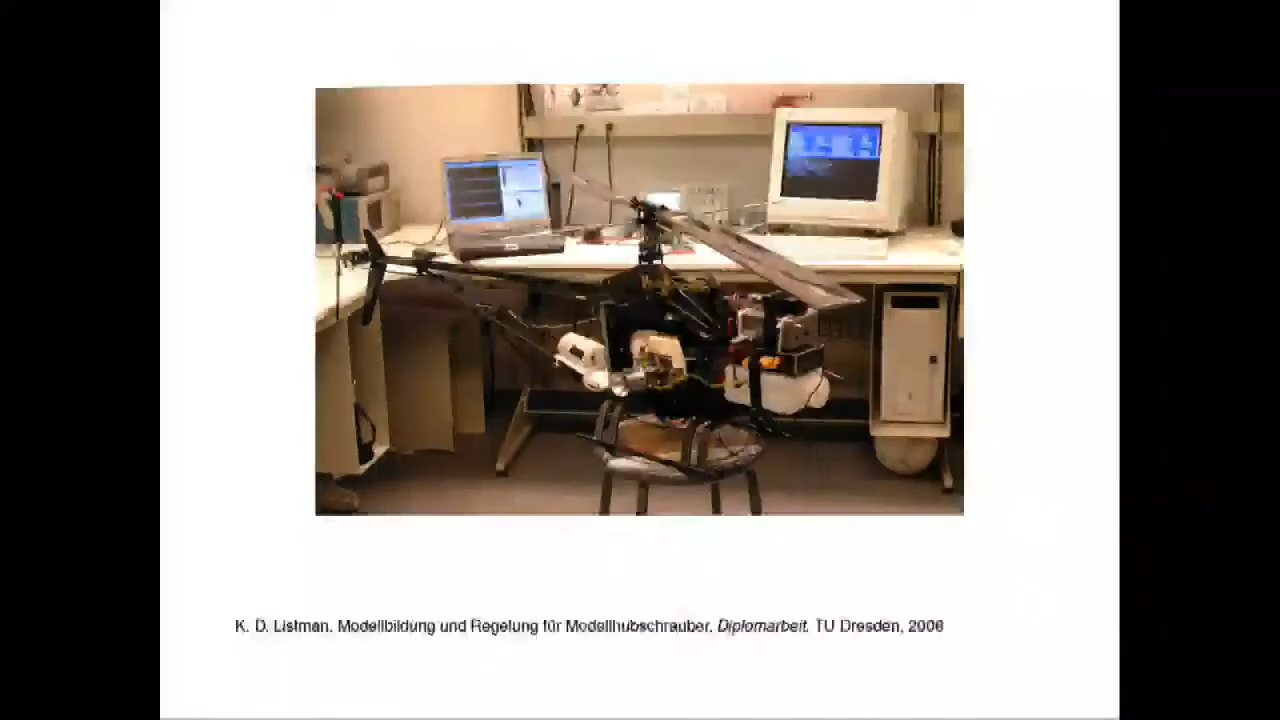 K. D. Listman. Modellbildung und Regelung für Modellhubschrauber. Diplomarbeit. TU Dresden, 2006